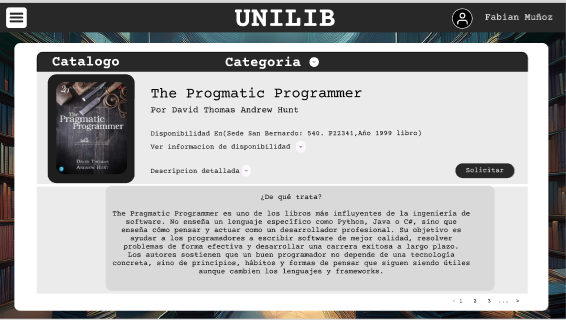 UNILIB
Fabian Muñoz
Catalogo
Categoria
The Progmatic Programmer
Por David Thomas Andrew Hunt
Disponibilidad En(Sede San Bernardo: 540. P22341,Año 1999 libro)
Ver informacion de disponibilidad
Descripcion detallada
Solicitar
The
Pragmatic
Programmer
David Thomas
Andrew Hunt
¿De qué trata?
The Pragmatic Programmer es uno de los libros más influyentes de la ingeniería de
software. No enseña un lenguaje específico como Python, Java o C#, sino que
enseña cómo pensar y actuar como un desarrollador profesional. Su objetivo es
ayudar a los programadores a escribir software de mejor calidad, resolver
problemas de forma efectiva y desarrollar una carrera exitosa a largo plazo.
Los autores sostienen que un buen programador no depende de una tecnología
concreta, sino de principios, hábitos y formas de pensar que siguen siendo útiles
aunque cambien los lenguajes y frameworks.
< 1 2 3 ... >